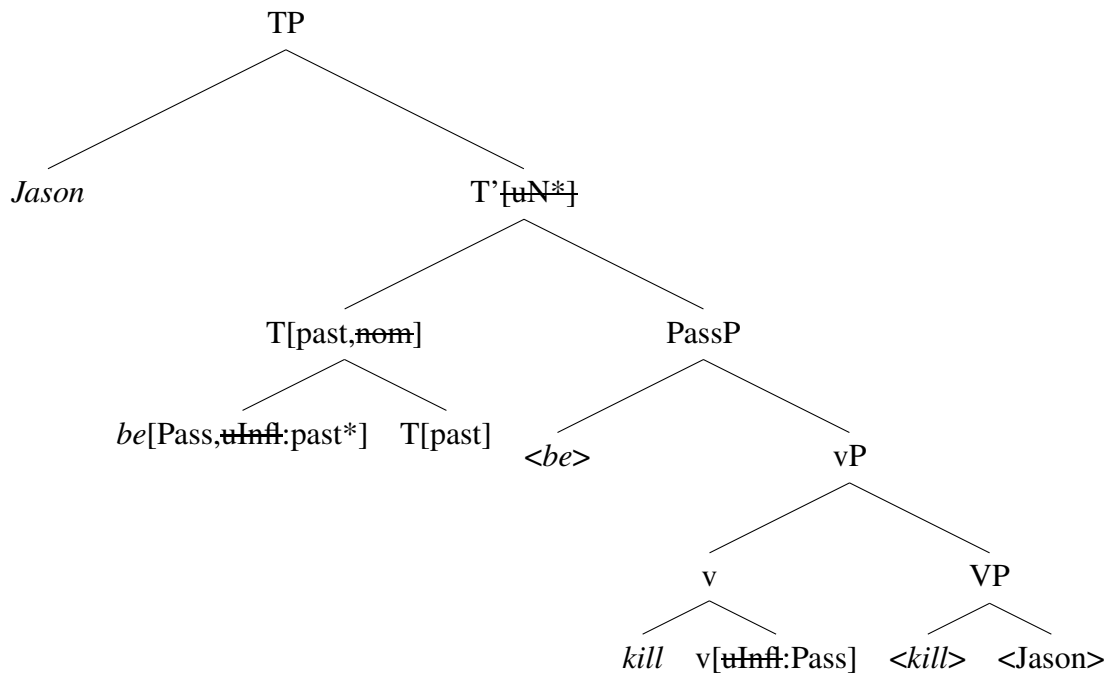 TP
Jason T’[uN*]
T[past,nom] PassP
be[Pass,uInfl:past*] T[past] <be> vP
v VP
kill v[uInfl:Pass] <kill> <Jason>